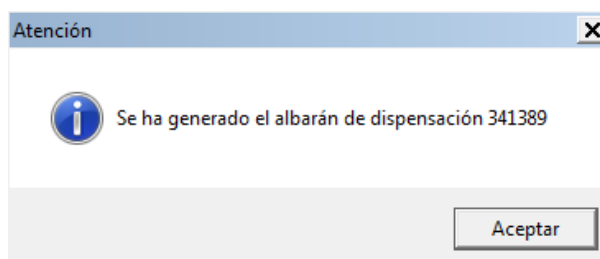 Atención
Se ha generado el albarán de dispensación 341389
Aceptar